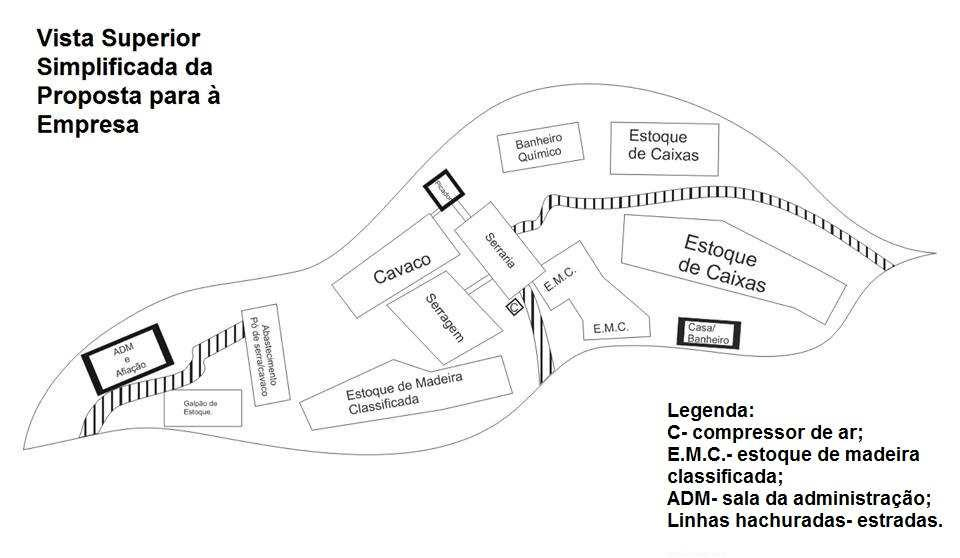 Vista Superior
Simplificada da
Proposta para à
Empresa
Banheiro
Químico
Estoque
de Caixas
Picador
Serraria
Cavaco
Estoque
de Caixas
E.M.C.
Serragem
C
E.M.C.
Casa/
Banheiro
ADM
e
Afiação
Abastecimento
Pó de serra/cavaco
Estoque de Madeira
Classificada
Galpão de
Estoque.
Legenda:
C- compressor de ar;
E.M.C.- estoque de madeira
classificada;
ADM- sala da administração;
Linhas hachuradas- estradas.